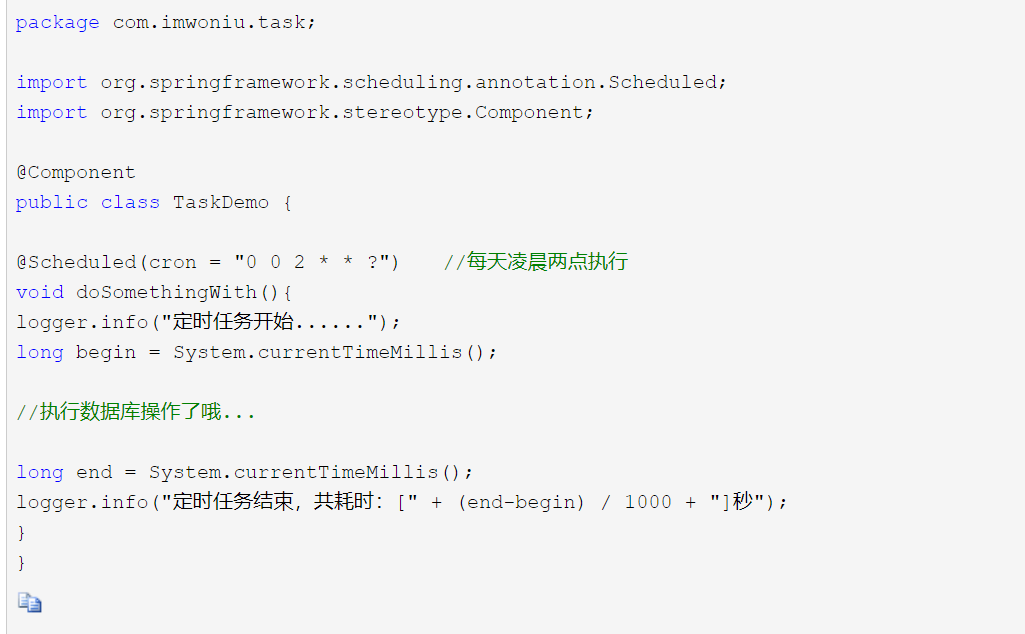 package com.imwoniu.task;
import org.springframework.scheduling.annotation.Scheduled;
import org.springframework.stereotype.Component;
@Component
public class TaskDemo {
@Scheduled(cron = "0 0 2 * * ?")    //每天凌晨两点执行
void doSomethingWith(){
logger.info("定时任务开始......");
long begin = System.currentTimeMillis();
//执行数据库操作了哦...
long end = System.currentTimeMillis();
logger.info("定时任务结束，共耗时：[" + (end-begin) / 1000 + "]秒");
}
}